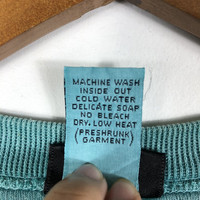 MACHINE WASH
INSIDE OUT
COLD WATER
DELICATE SOAP
NO BLEACH
DRY, LOW HEAT
(PRESHRUNK
GARMENT)